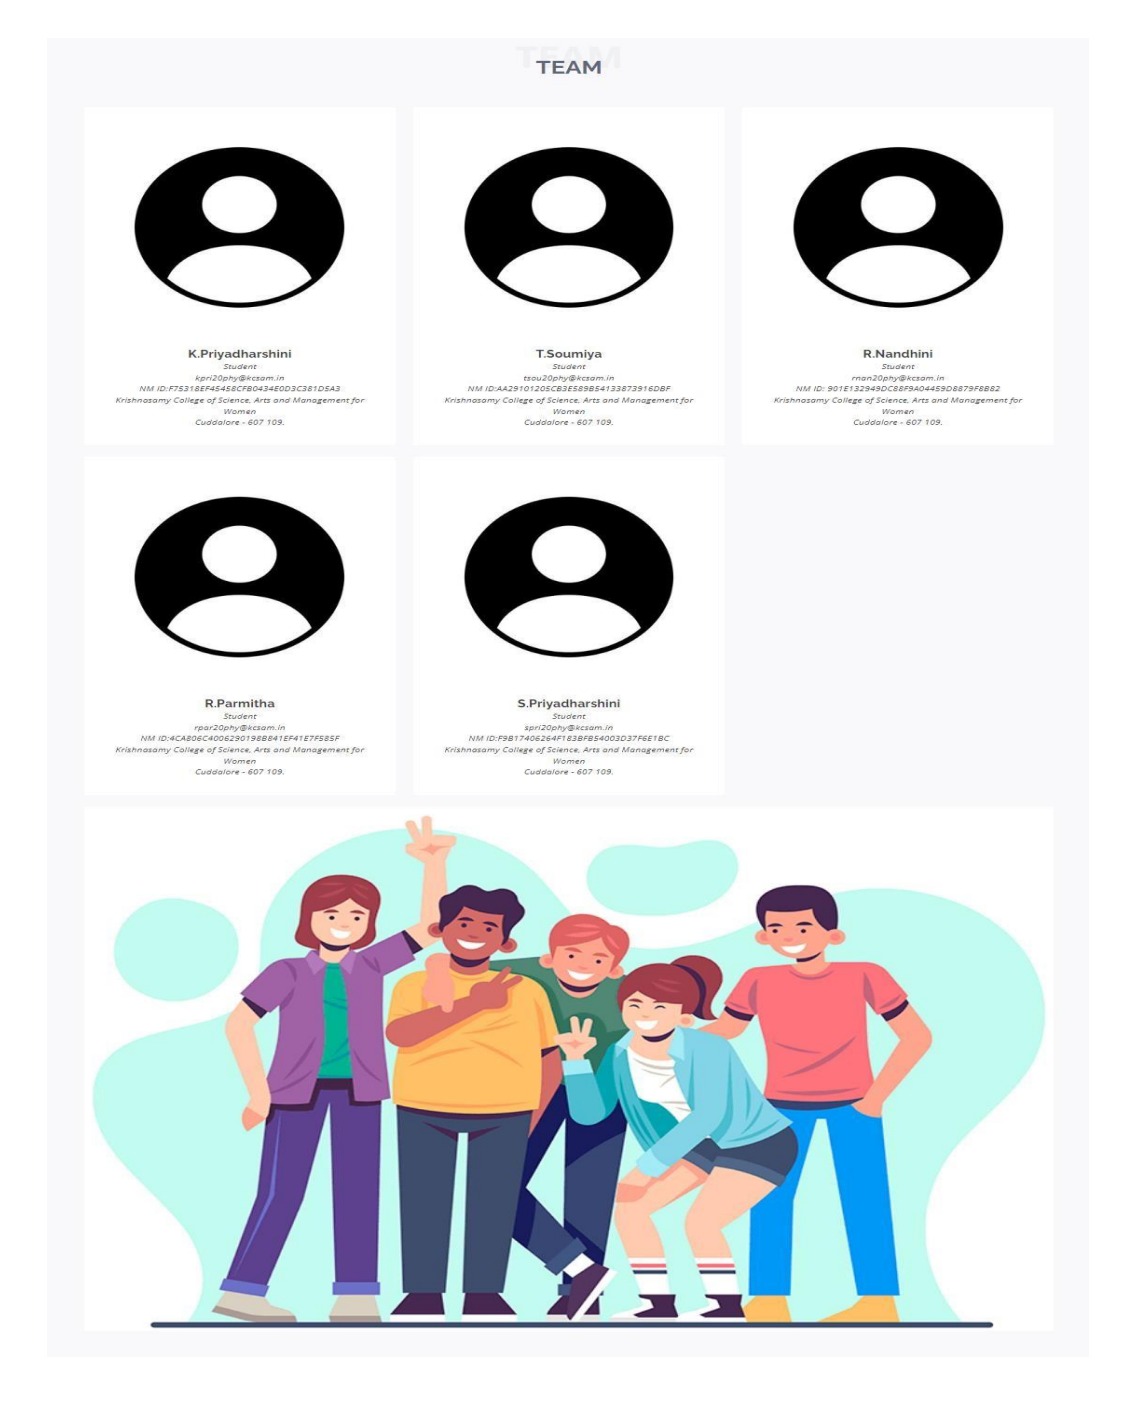 TEAM
TEAM
K.Priyadharshini
Student
kpri20phy@kcsam.in
NM ID:F75318EF45458CFB0434E0D3C381D5A3
Krishnasamy College of Science, Arts and Management for
Women
Cuddalore - 607 109.
T.Soumiya
Student
tsou20phy@kcsam.in
NM ID:AA29101205CB3E589B54133873916DBF
Krishnasamy College of Science, Arts and Management for
Women
Cuddalore - 607 109.
R.Nandhini
Student
rnan20phy@kcsam.in
NM ID: 901E132949DC88F9A04459D8879F8B82
Krishnasamy College of Science, Arts and Management for
Women
Cuddalore - 607 109.
R.Parmitha
Student
rpar20phy@kcsam.in
NM ID:4CA806C4006290198B841EF41E7F585F
Krishnasamy College of Science, Arts and Management for
Women
Cuddalore - 607 109.
S.Priyadharshini
Student
spri20phy@kcsam.in
NM ID:F9B17406264F183BFB54003D37F6E1BC
Krishnasamy College of Science, Arts and Management for
Women
Cuddalore - 607 109.